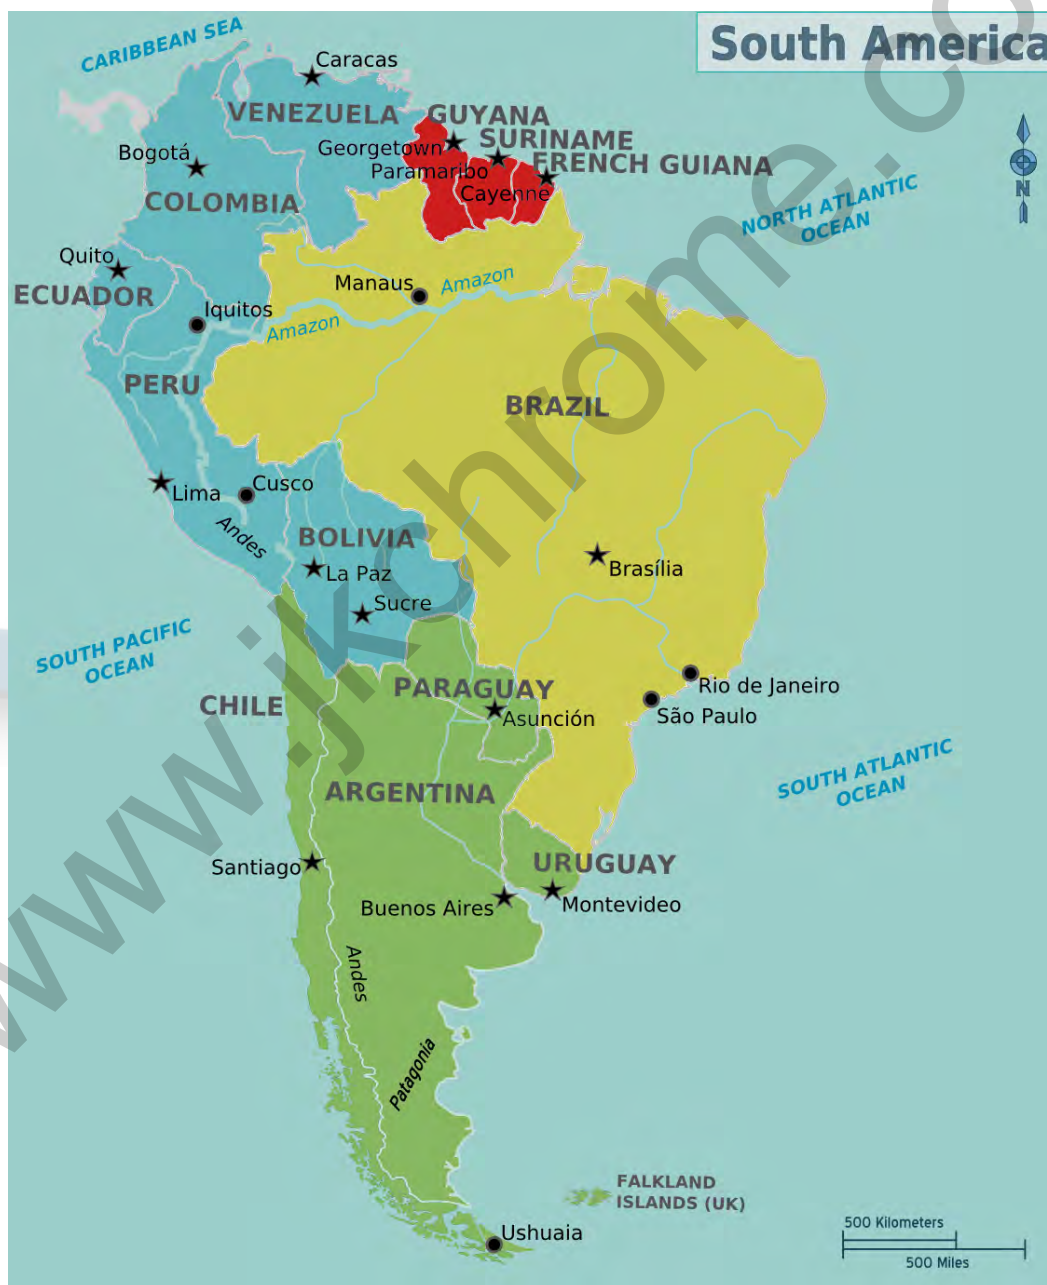 South America
CARIBBEAN SEA
Caracas
VENEZUELA
GUYANA
Georgetown
SURINAME
Paramaribo
FRENCH GUIANA
Cayenne
Bogotá
COLOMBIA
NORTH ATLANTIC
OCEAN
N
Quito
ECUADOR
Manaus
Amazon
Iquitos
Amazon
PERU
BRAZIL
Lima
Cusco
Andes
BOLIVIA
La Paz
Brasília
Sucre
SOUTH PACIFIC
OCEAN
CHILE
PARAGUAY
Asunción
Rio de Janeiro
São Paulo
SOUTH ATLANTIC
OCEAN
ARGENTINA
Santiago
URUGUAY
Buenos Aires
Montevideo
Andes
Patagonia
FALKLAND
ISLANDS (UK)
Ushuaia
500 Kilometers
500 Miles
www.jkchrome.co